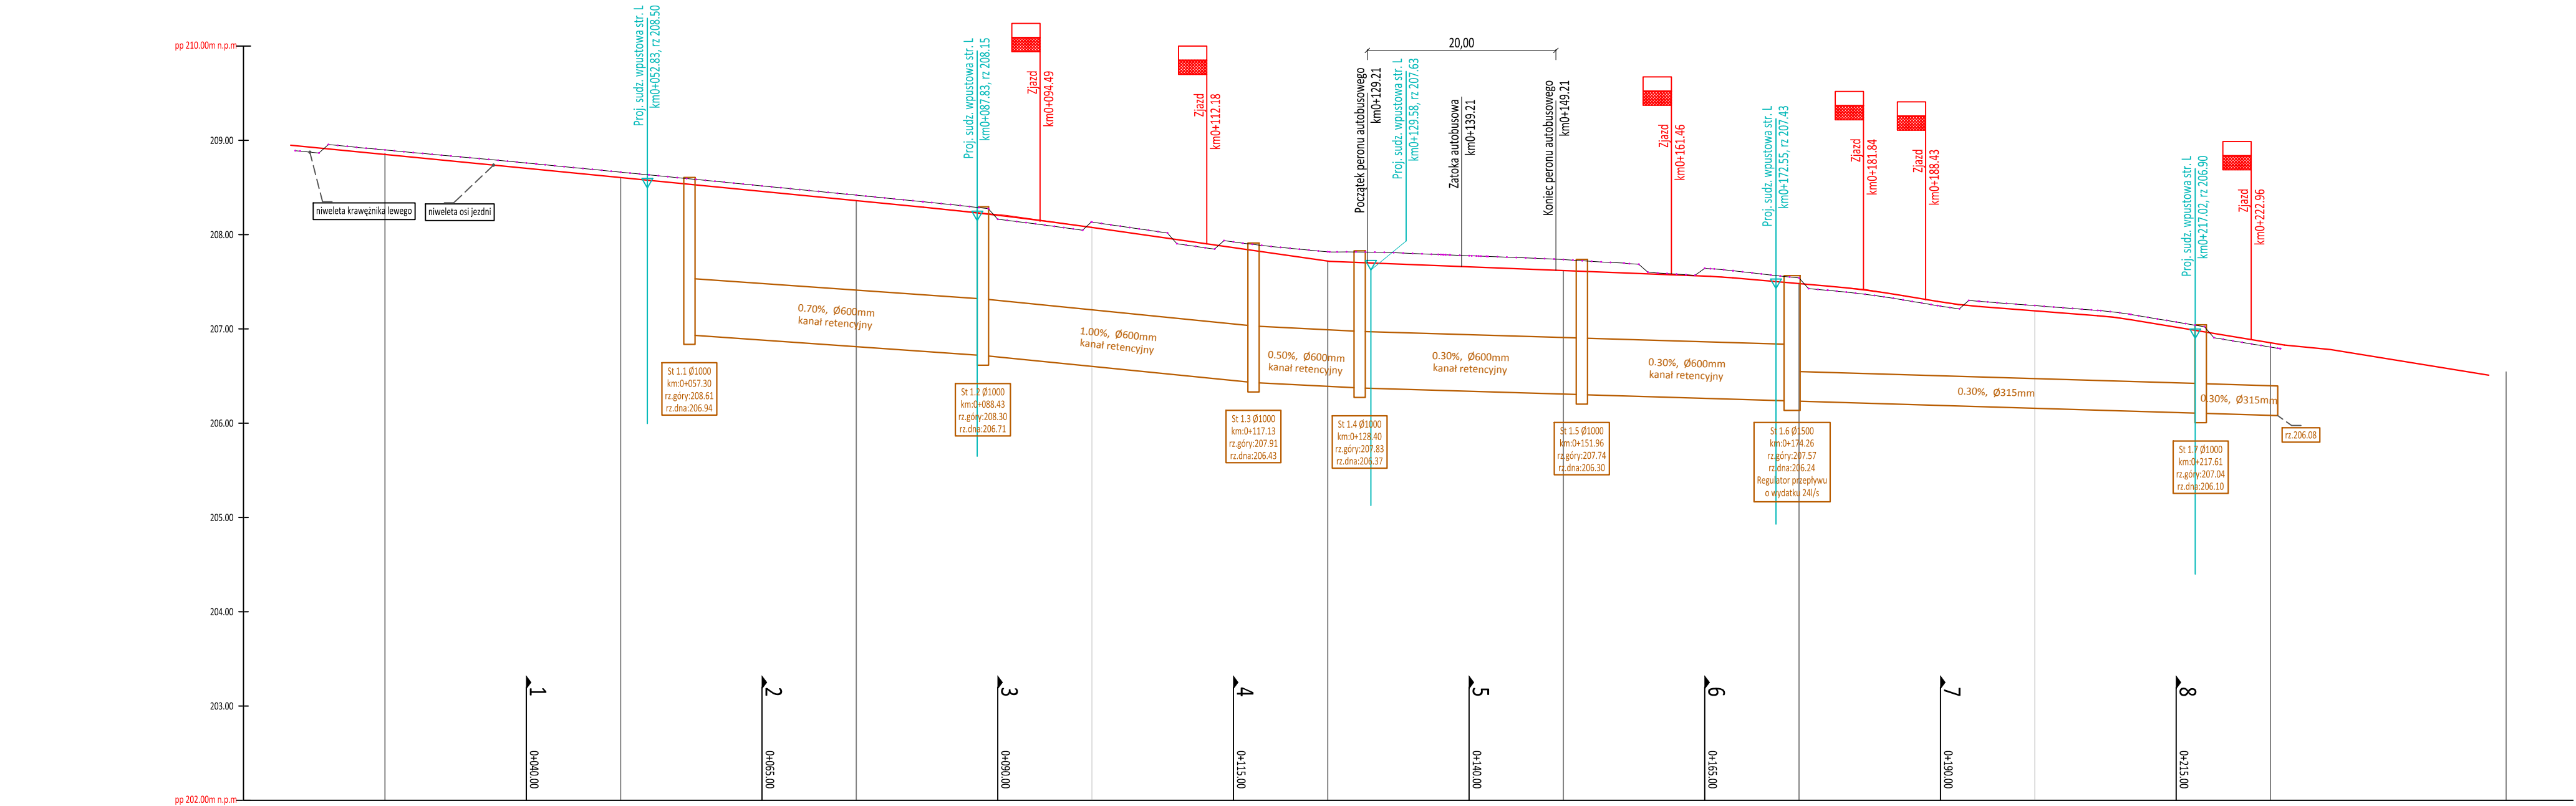 pp 210.00m n.p.m
209.00
208.00
207.00
206.00
205.00
204.00
203.00
pp 202.00m n.p.m
niweleta krawężnika lewego
niweleta osi jezdni
Proj. sudz. wpustowa str. L
km0+052.83, rz 208.50
Proj. sudz. wpustowa str. L
km0+087.83, rz 208.15
Zjazd
km0+094.49
Zjazd
km0+112.18
20,00
Początek peronu autobusowego
km0+129.21
Proj. sudz. wpustowa str. L
km0+129.58, rz 207.63
Zatoka autobusowa
km0+139.21
Koniec peronu autobusowego
km0+149.21
Zjazd
km0+161.46
Proj. sudz. wpustowa str. L
km0+172.55, rz 207.43
Zjazd
km0+181.84
Zjazd
km0+188.43
Proj. sudz. wpustowa str. L
km0+217.02, rz 206.90
Zjazd
km0+222.96
0.70%, Ø600mm
kanał retencyjny
1.00%, Ø600mm
kanał retencyjny
0.50%, Ø600mm
kanał retencyjny
0.30%, Ø600mm
kanał retencyjny
0.30%, Ø600mm
kanał retencyjny
0.30%, Ø315mm
0.30%, Ø315mm
St 1.1 Ø1000
km:0+057.30
rz.góry:208.61
rz.dna:206.94
St 1.2 Ø1000
km:0+088.43
rz.góry:208.30
rz.dna:206.71
St 1.3 Ø1000
km:0+117.13
rz.góry:207.91
rz.dna:206.43
St 1.4 Ø1000
km:0+128.40
rz.góry:207.83
rz.dna:206.37
St 1.5 Ø1000
km:0+151.96
rz.góry:207.74
rz.dna:206.30
St 1.6 Ø1500
km:0+174.26
rz.góry:207.57
rz.dna:206.24
Regulator przepływu
o wydatku 24l/s
St 1.7 Ø1000
km:0+217.61
rz.góry:207.04
rz.dna:206.10
rz.206.08
1
0+040.00
2
0+065.00
3
0+090.00
4
0+115.00
5
0+140.00
6
0+165.00
7
0+190.00
8
0+215.00